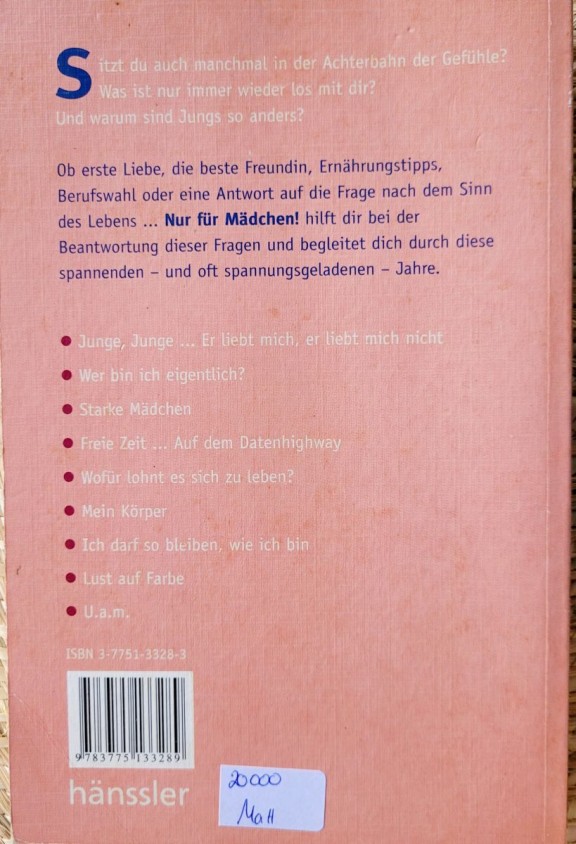 Sitzt du auch manchmal in der Achterbahn der Gefühle?
Was ist nur immer wieder los mit dir?
Und warum sind Jungs so anders?
Ob erste Liebe, die beste Freundin, Ernährungstipps,
Berufswahl oder eine Antwort auf die Frage nach dem Sinn
des Lebens ... Nur für Mädchen! hilft dir bei der
Beantwortung dieser Fragen und begleitet dich durch diese
spannenden – und oft spannungsgeladenen – Jahre.
• Junge, Junge ... Er liebt mich, er liebt mich nicht
• Wer bin ich eigentlich?
• Starke Mädchen
• Freie Zeit ... Auf dem Datenhighway
• Wofür lohnt es sich zu leben?
• Mein Körper
• Ich darf so bleiben, wie ich bin
• Lust auf Farbe
• U.a.m.
ISBN 3-7751-3328-3
9 783775 133289
hänssler
20000